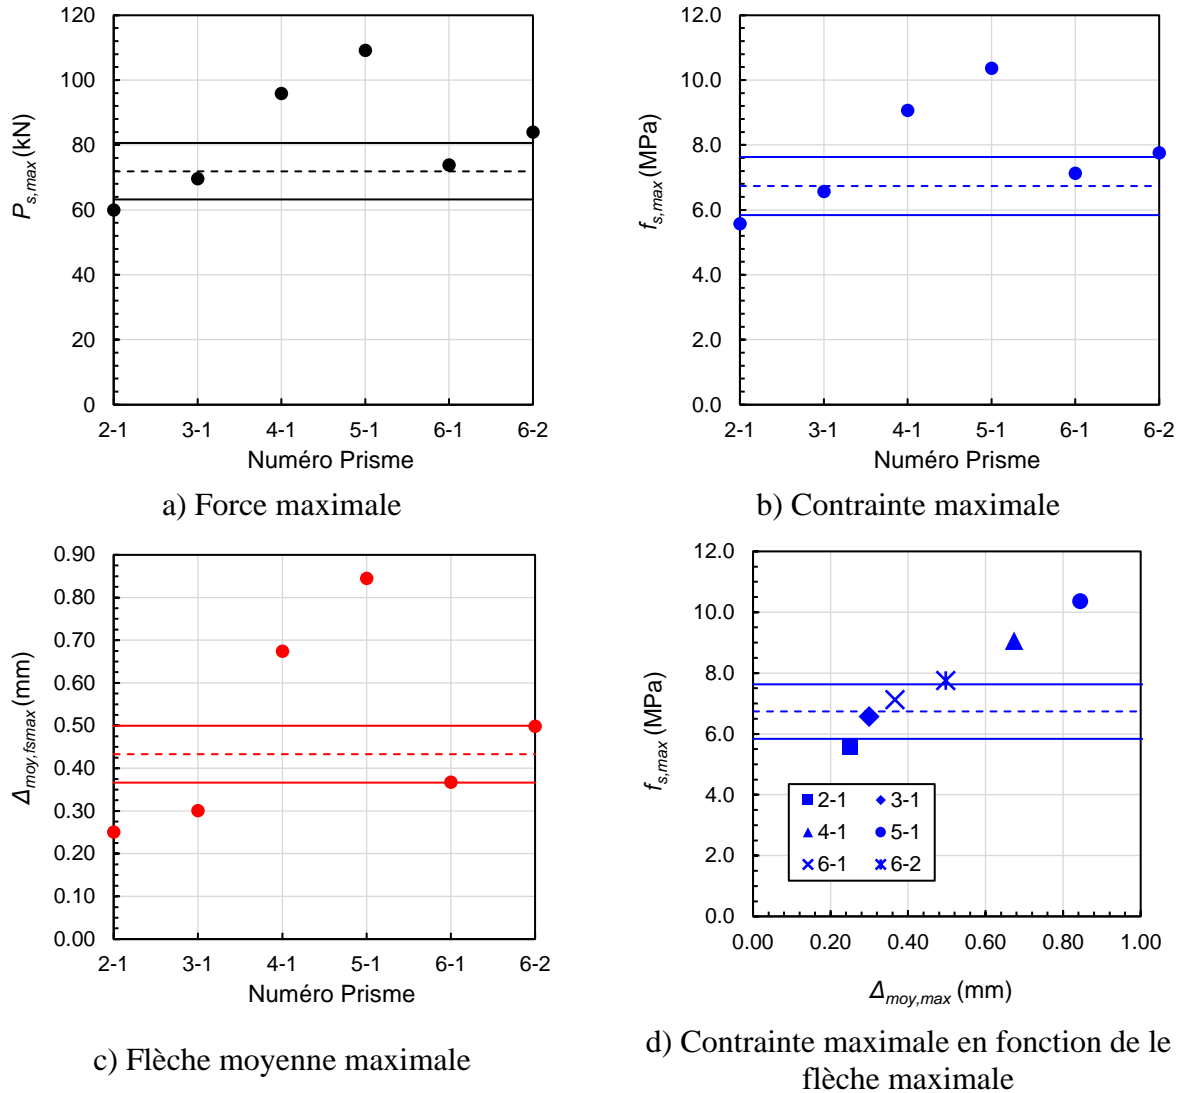 120
100
80
60
40
20
0
P_s,max (kN)
2-1 3-1 4-1 5-1 6-1 6-2
Numéro Prisme
a) Force maximale
12.0
10.0
8.0
6.0
4.0
2.0
0.0
f_s,max (MPa)
2-1 3-1 4-1 5-1 6-1 6-2
Numéro Prisme
b) Contrainte maximale
0.90
0.80
0.70
0.60
0.50
0.40
0.30
0.20
0.10
0.00
Δ_moy,fsmax (mm)
2-1 3-1 4-1 5-1 6-1 6-2
Numéro Prisme
c) Flèche moyenne maximale
12.0
10.0
8.0
6.0
4.0
2.0
0.0
f_s,max (MPa)
2-1 3-1
4-1 5-1
6-1 6-2
0.00 0.20 0.40 0.60 0.80 1.00
Δ_moy,max (mm)
d) Contrainte maximale en fonction de le
flèche maximale